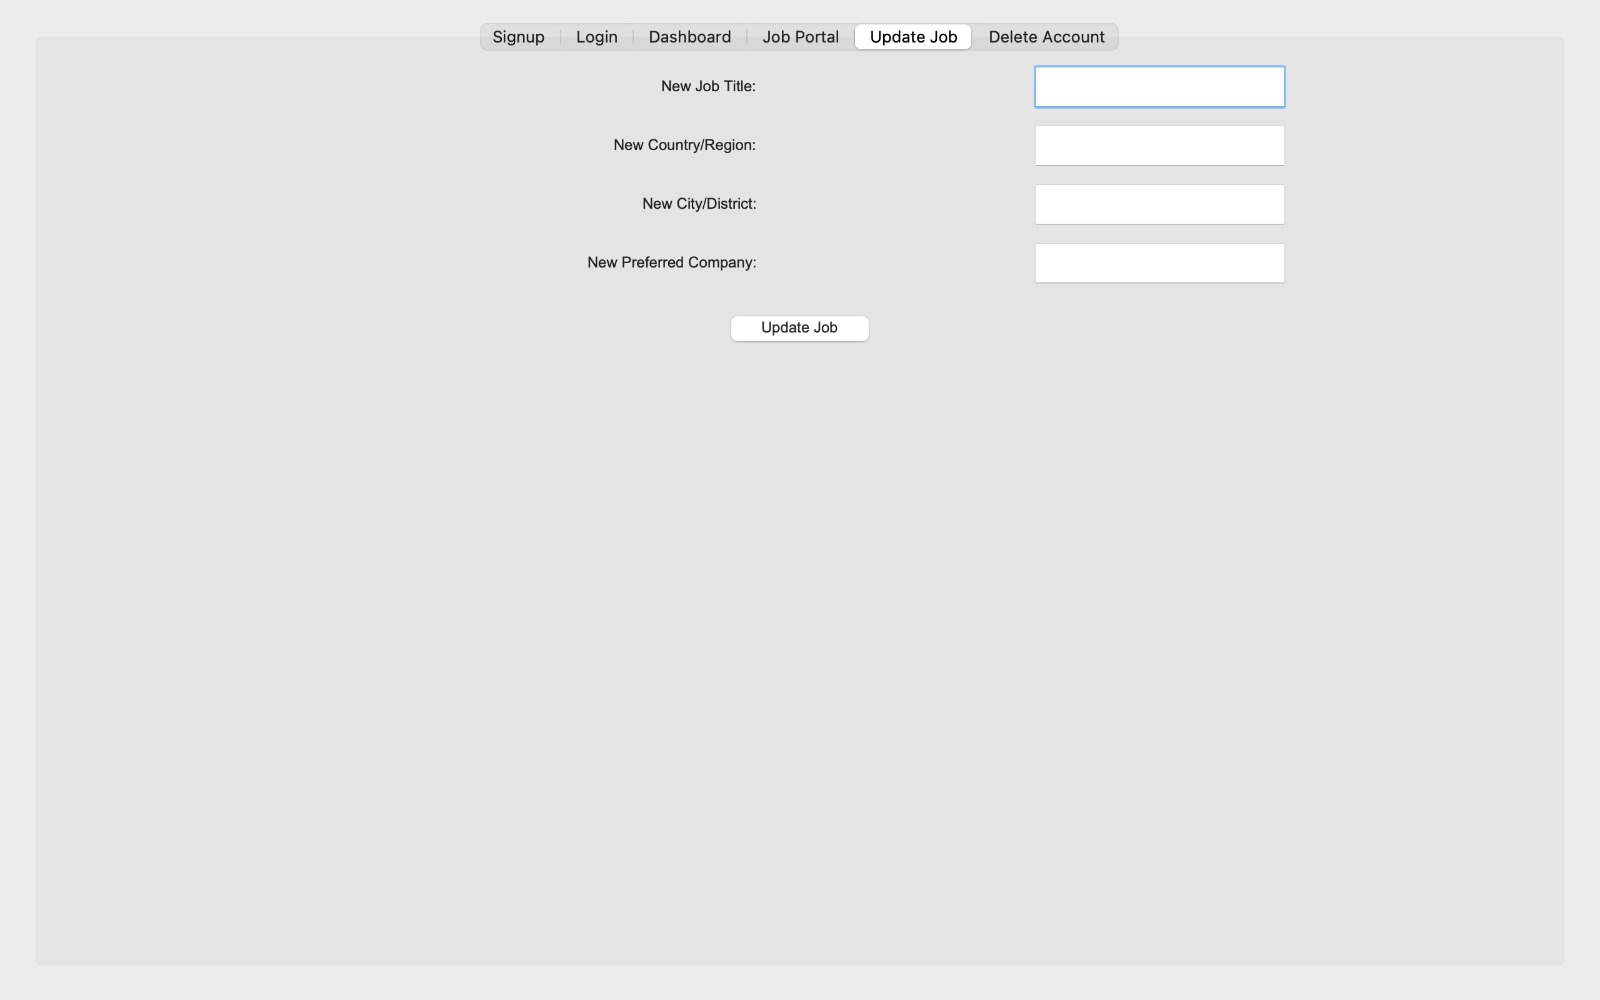 Signup Login Dashboard Job Portal Update Job Delete Account
New Job Title:
New Country/Region:
New City/District:
New Preferred Company:
Update Job